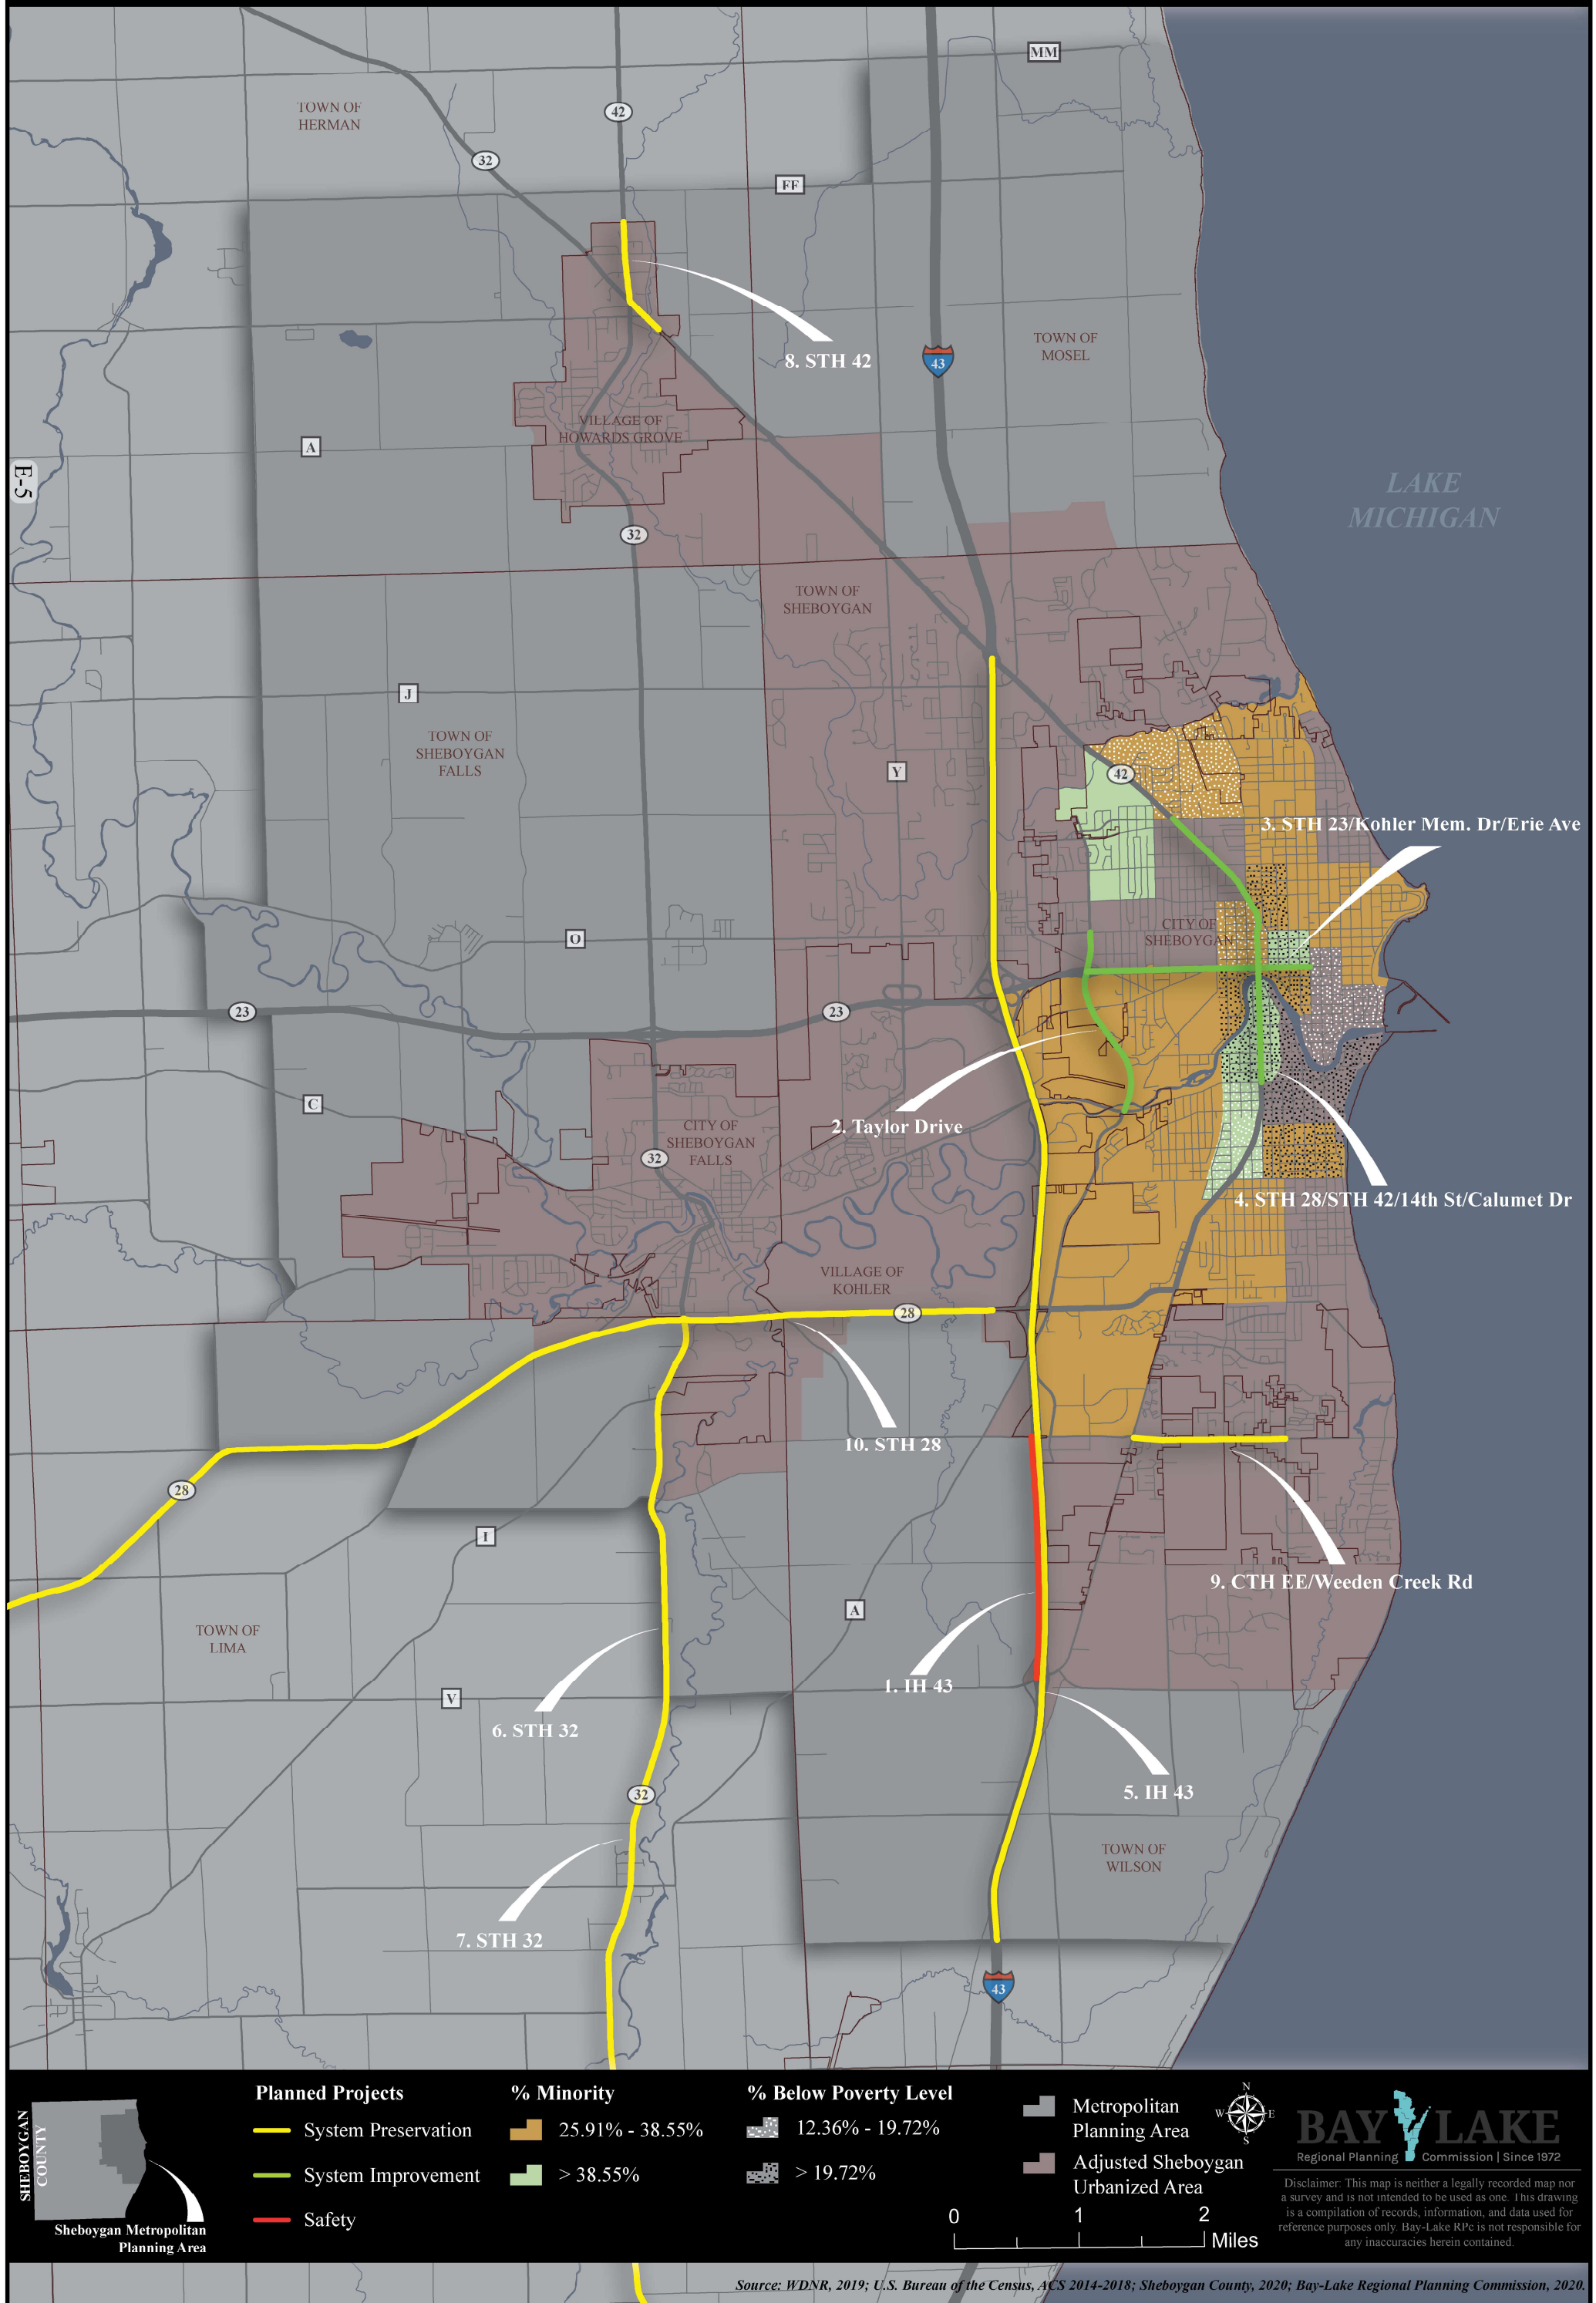 MM
TOWN OF
HERMAN
42
32
FF
TOWN OF
MOSEL
8. STH 42
43
VILLAGE OF
HOWARDS GROVE
A
E-5
LAKE
MICHIGAN
32
TOWN OF
SHEBOYGAN
J
TOWN OF
SHEBOYGAN
FALLS
Y
42
3. STH 23/Kohler Mem. Dr/Erie Ave
CITY OF
SHEBOYGAN
O
23
23
C
2. Taylor Drive
CITY OF
SHEBOYGAN
FALLS
32
4. STH 28/STH 42/14th St/Calumet Dr
VILLAGE OF
KOHLER
28
10. STH 28
28
I
9. CTH EE/Weeden Creek Rd
A
TOWN OF
LIMA
1. IH 43
V
6. STH 32
5. IH 43
32
TOWN OF
WILSON
7. STH 32
43
SHEBOYGAN
COUNTY
Sheboygan Metropolitan
Planning Area
Planned Projects
System Preservation
System Improvement
Safety
% Minority
25.91% - 38.55%
> 38.55%
% Below Poverty Level
12.36% - 19.72%
> 19.72%
Metropolitan
Planning Area
Adjusted Sheboygan
Urbanized Area
0 1 2
Miles
N
W E
S
BAY LAKE
Regional Planning Commission | Since 1972
Disclaimer: This map is neither a legally recorded map nor
a survey and is not intended to be used as one. This drawing
is a compilation of records, information, and data used for
reference purposes only. Bay-Lake RPc is not responsible for
any inaccuracies herein contained.
Source: WDNR, 2019; U.S. Bureau of the Census, ACS 2014-2018; Sheboygan County, 2020; Bay-Lake Regional Planning Commission, 2020.